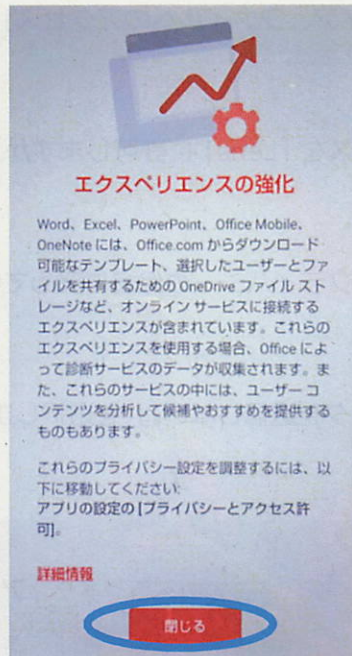 エクスペリエンスの強化
Word、Excel、PowerPoint、Office Mobile、
OneNote には、Office.com からダウンロード
可能なテンプレート、選択したユーザーとファ
イルを共有するための OneDrive ファイル スト
レージなど、オンライン サービスに接続する
エクスペリエンスが含まれています。これらの
エクスペリエンスを使用する場合、Office によ
って診断サービスのデータが収集されます。ま
た、これらのサービスの中には、ユーザー コ
ンテンツを分析して候補やおすすめを提供する
ものもあります。
これらのプライバシー設定を調整するには、以
下に移動してください:
アプリの設定の [プライバシーとアクセス許
可]。
詳細情報
閉じる